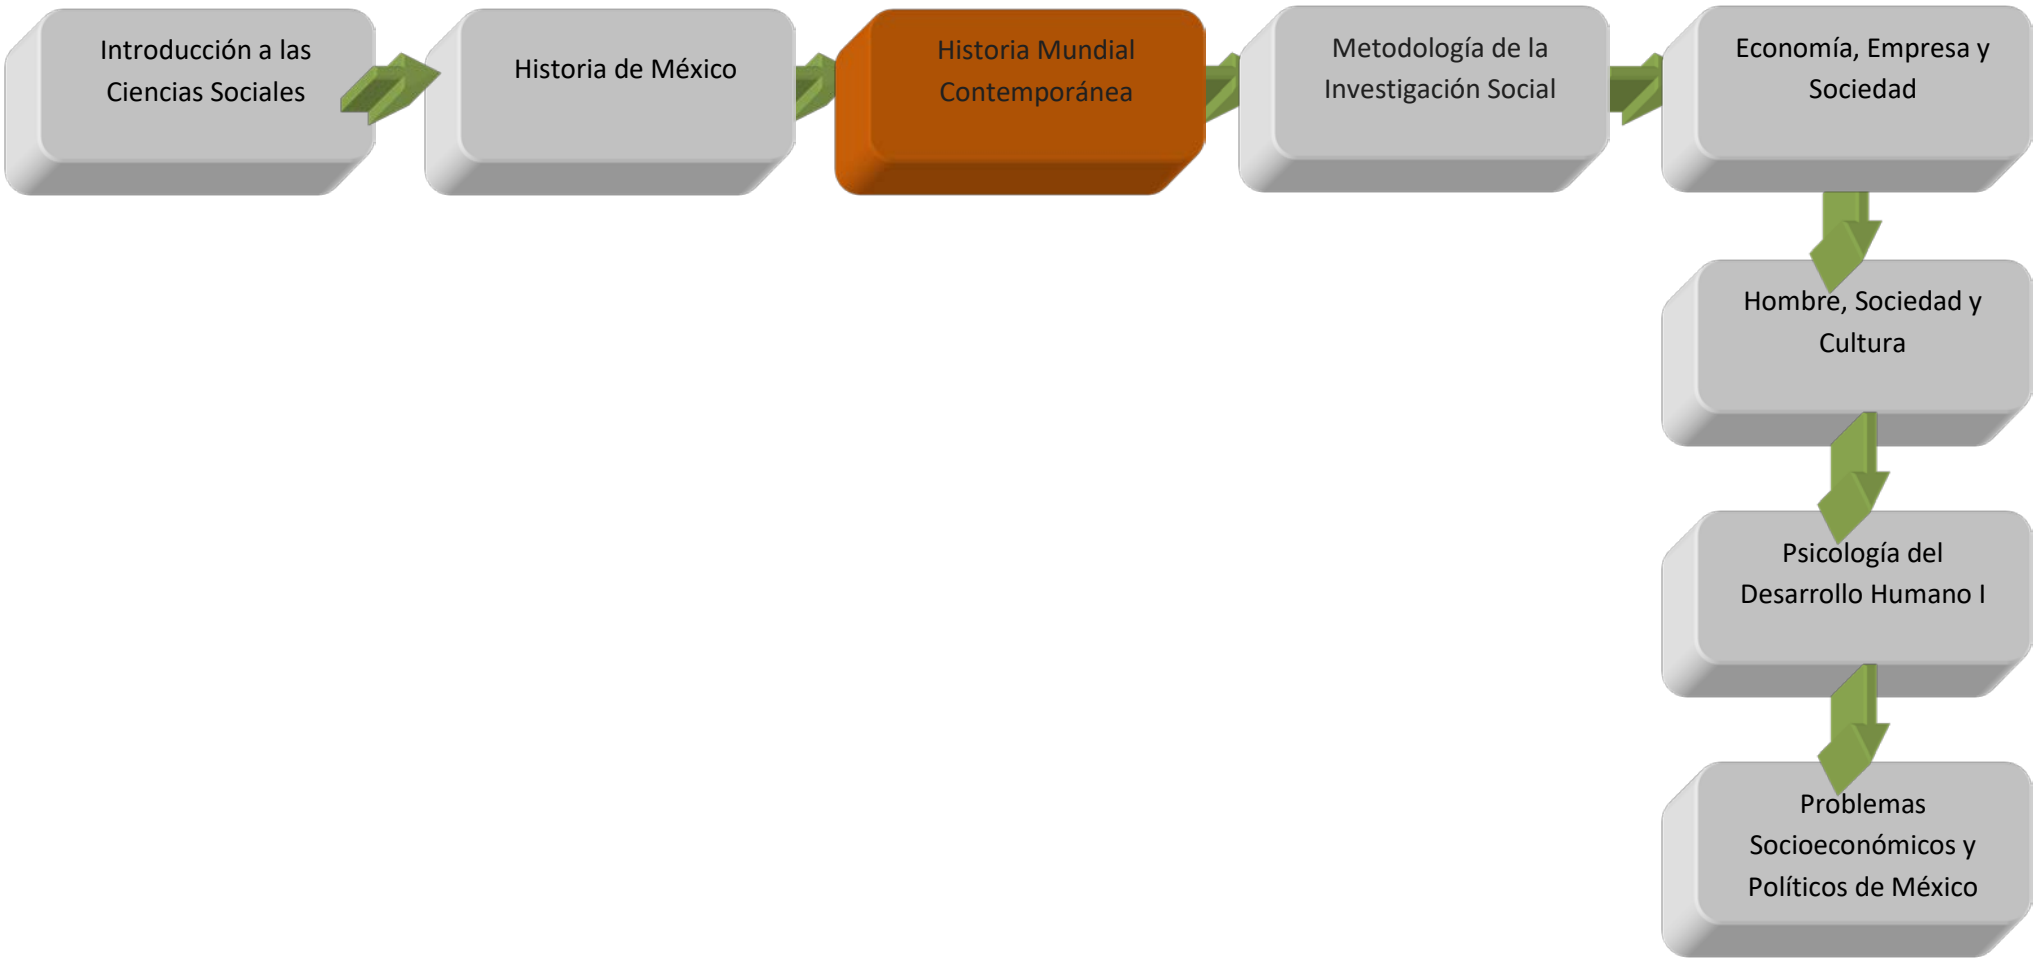 Introducción a las
Ciencias Sociales
Historia de México
Historia Mundial
Contemporánea
Metodología de la
Investigación Social
Economía, Empresa y
Sociedad
Hombre, Sociedad y
Cultura
Psicología del
Desarrollo Humano I
Problemas
Socioeconómicos y
Políticos de México